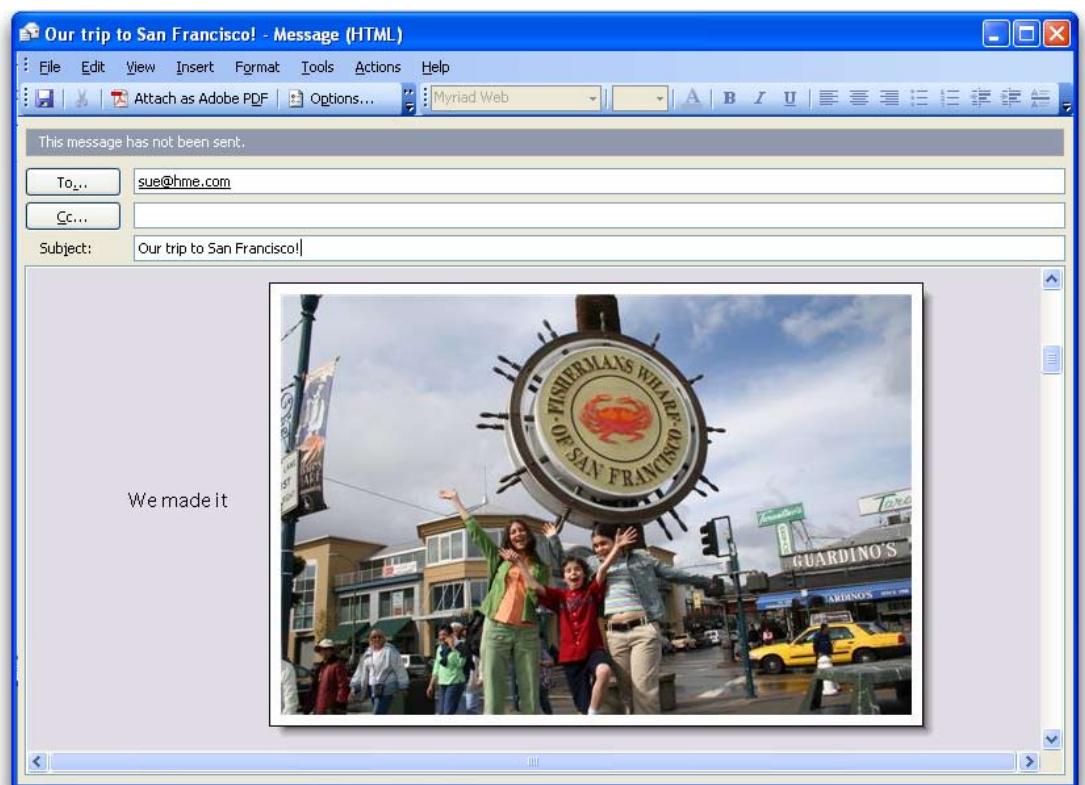 Our trip to San Francisco! - Message (HTML)
File Edit View Insert Format Tools Actions Help
Attach as Adobe PDF Options... Myriad Web A B I U
This message has not been sent.
To... sue@hme.com
Cc...
Subject: Our trip to San Francisco!
We made it
FISHERMANS WHARF
OF SAN FRANCISCO
GUARDINO'S
ARDINO'S